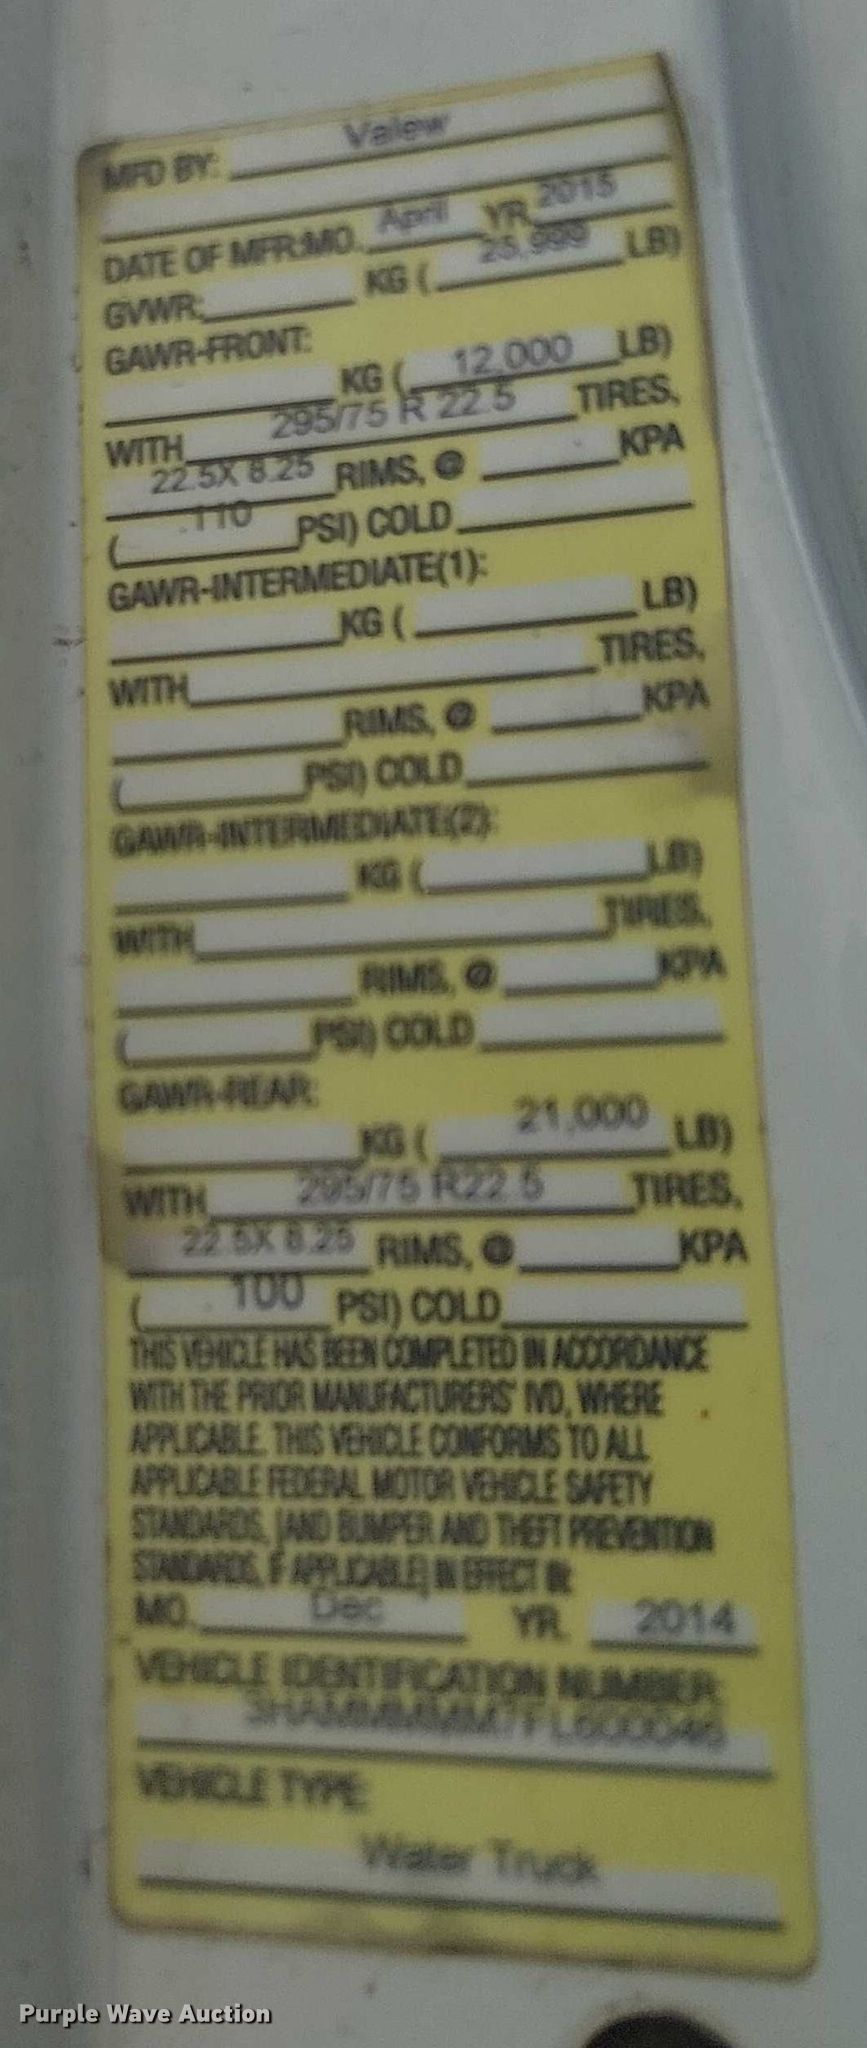 MFD BY: Valew
DATE OF MFR:MO. April YR. 2015
GVWR: KG ( 25,999 LB)
GAWR-FRONT:
KG ( 12,000 LB)
WITH 295/75 R 22.5 TIRES,
22.5X 8.25 RIMS, @ KPA
( 110 PSI) COLD
GAWR-INTERMEDIATE(1):
KG ( LB)
WITH TIRES,
RIMS, @ KPA
( PSI) COLD
GAWR-INTERMEDIATE(2):
KG ( LB)
WITH TIRES,
RIMS, @ KPA
( PSI) COLD
GAWR-REAR:
KG ( 21,000 LB)
WITH 295/75 R22.5 TIRES,
22.5X 8.25 RIMS, @ KPA
( 100 PSI) COLD
THIS VEHICLE HAS BEEN COMPLETED IN ACCORDANCE
WITH THE PRIOR MANUFACTURERS' IVD, WHERE
APPLICABLE. THIS VEHICLE CONFORMS TO ALL
APPLICABLE FEDERAL MOTOR VEHICLE SAFETY
STANDARDS, [AND BUMPER AND THEFT PREVENTION
STANDARDS, IF APPLICABLE] IN EFFECT IN:
MO. Dec YR. 2014
VEHICLE IDENTIFICATION NUMBER:
VEHICLE TYPE:
Water Truck
Purple Wave Auction